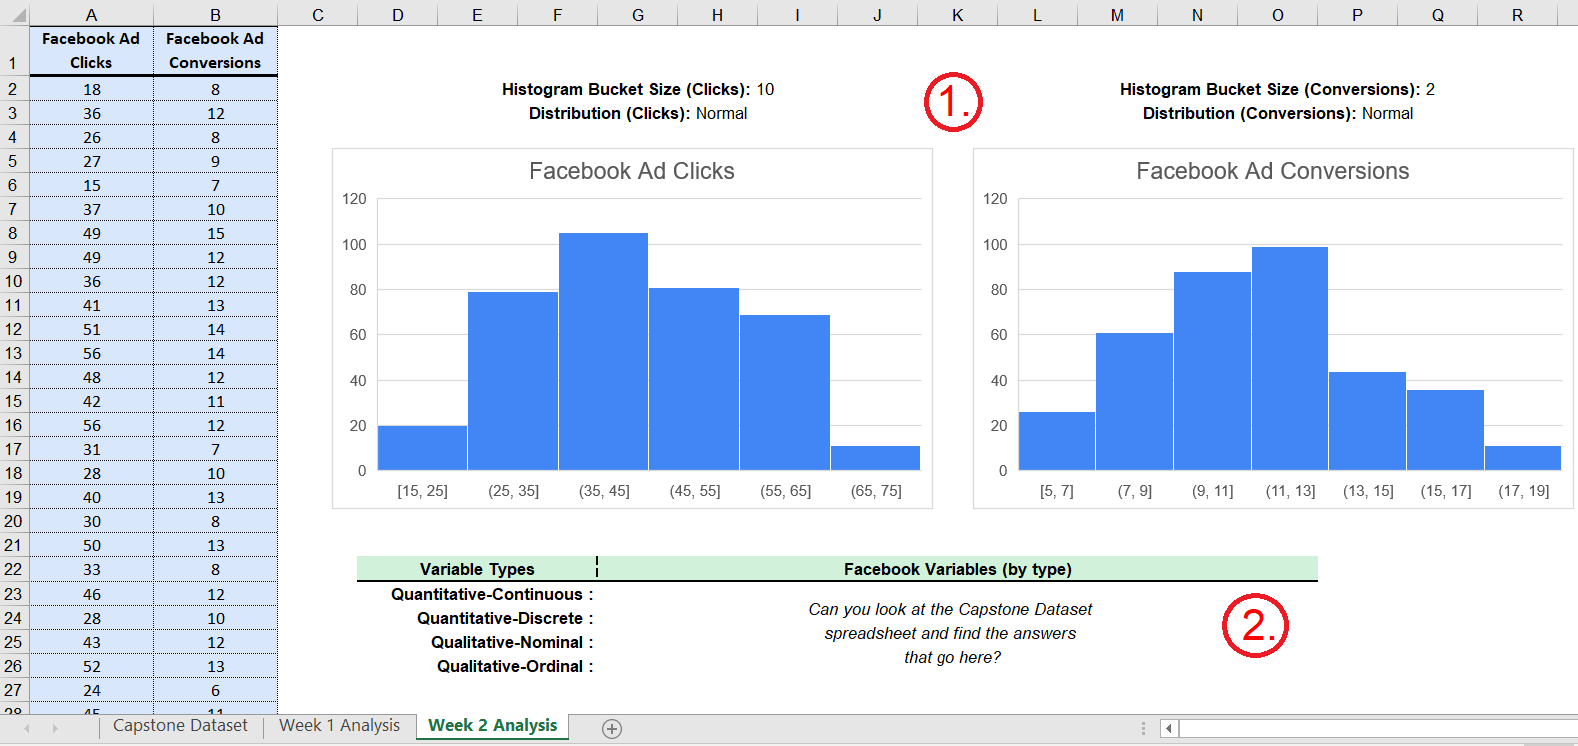 A B C D E F G H I J K L M N O P Q R
1 Facebook Ad Clicks Facebook Ad Conversions
2 18 8
3 36 12
4 26 8
5 27 9
6 15 7
7 37 10
8 49 15
9 49 12
10 36 12
11 41 13
12 51 14
13 56 14
14 48 12
15 42 11
16 56 12
17 31 7
18 28 10
19 40 13
20 30 8
21 50 13
22 33 8
23 46 12
24 28 10
25 43 12
26 52 13
27 24 6
28 45 11
Histogram Bucket Size (Clicks): 10
Distribution (Clicks): Normal
1.
Histogram Bucket Size (Conversions): 2
Distribution (Conversions): Normal
Facebook Ad Clicks
120
100
80
60
40
20
0
[15, 25] (25, 35] (35, 45] (45, 55] (55, 65] (65, 75]
Facebook Ad Conversions
120
100
80
60
40
20
0
[5, 7] (7, 9] (9, 11] (11, 13] (13, 15] (15, 17] (17, 19]
Variable Types Facebook Variables (by type)
Quantitative-Continuous :
Quantitative-Discrete :
Qualitative-Nominal :
Qualitative-Ordinal :
Can you look at the Capstone Dataset
spreadsheet and find the answers
that go here?
2.
Capstone Dataset Week 1 Analysis Week 2 Analysis